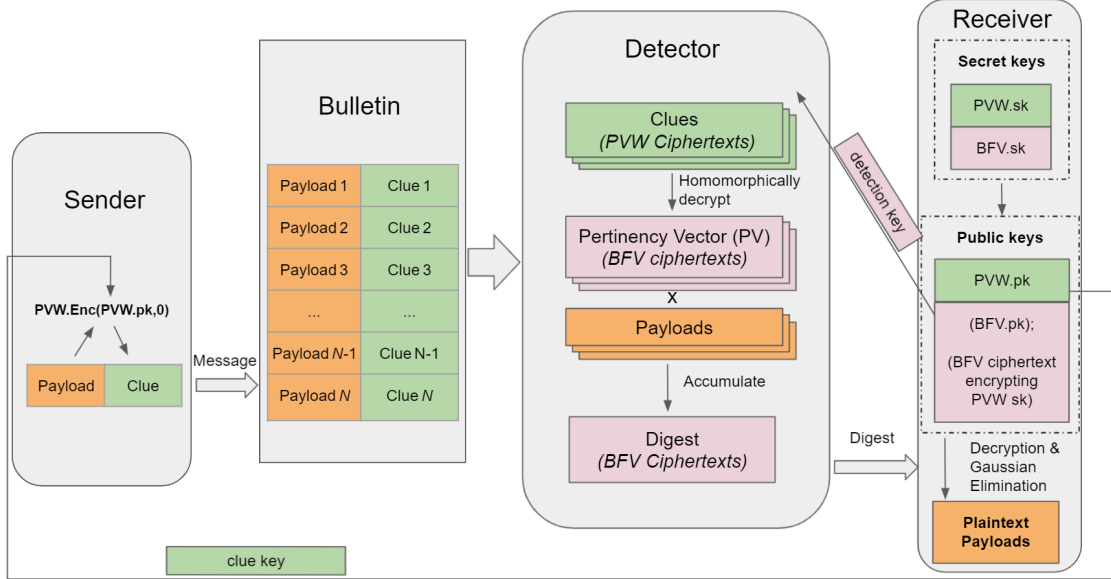 Sender
PVW.Enc(PVW.pk,0)
Payload
Clue
Message
Bulletin
Payload 1
Clue 1
Payload 2
Clue 2
Payload 3
Clue 3
...
...
Payload N-1
Clue N-1
Payload N
Clue N
Detector
Clues
(PVW Ciphertexts)
Homomorphically
decrypt
Pertinency Vector (PV)
(BFV ciphertexts)
x
Payloads
Accumulate
Digest
(BFV Ciphertexts)
Digest
detection key
Receiver
Secret keys
PVW.sk
BFV.sk
Public keys
PVW.pk
(BFV.pk);
(BFV ciphertext
encrypting
PVW sk)
Decryption &
Gaussian
Elimination
Plaintext
Payloads
clue key